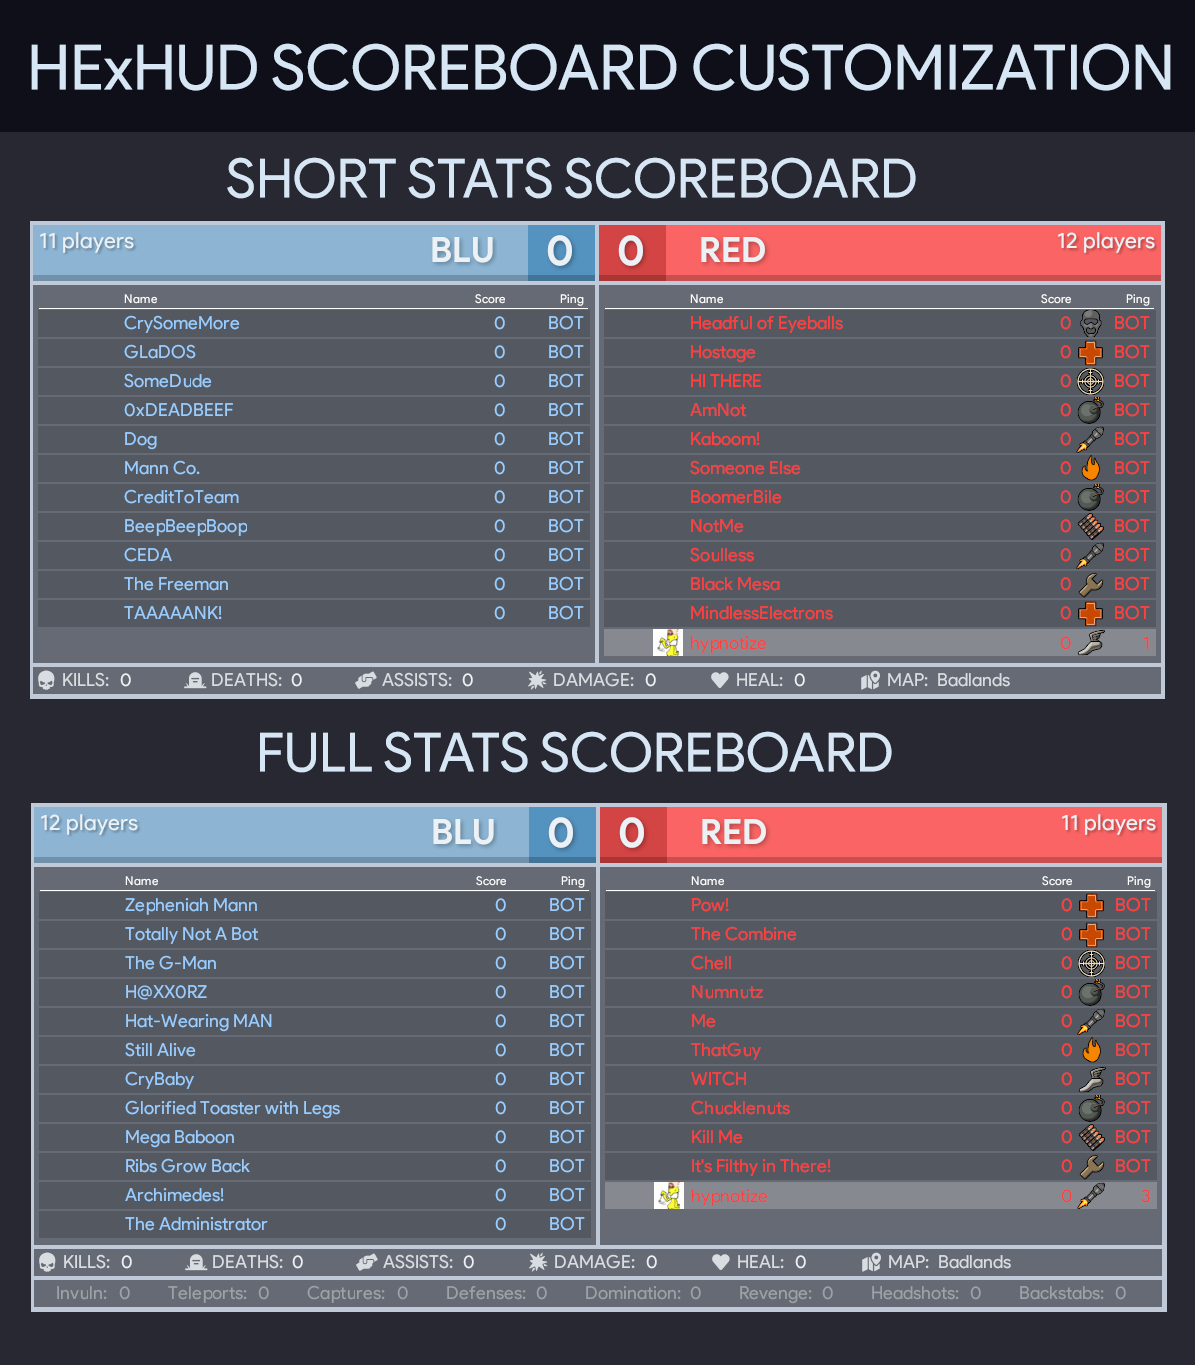 HExHUD SCOREBOARD CUSTOMIZATION
SHORT STATS SCOREBOARD
11 players BLU 0 0 RED 12 players
Name Score Ping Name Score Ping
CrySomeMore 0 BOT Headful of Eyeballs 0 BOT
GLaDOS 0 BOT Hostage 0 BOT
SomeDude 0 BOT HI THERE 0 BOT
0xDEADBEEF 0 BOT AmNot 0 BOT
Dog 0 BOT Kaboom! 0 BOT
Mann Co. 0 BOT Someone Else 0 BOT
CreditToTeam 0 BOT BoomerBile 0 BOT
BeepBeepBoop 0 BOT NotMe 0 BOT
CEDA 0 BOT Soulless 0 BOT
The Freeman 0 BOT Black Mesa 0 BOT
TAAAAANK! 0 BOT MindlessElectrons 0 BOT
hypnotize 0 1
KILLS: 0 DEATHS: 0 ASSISTS: 0 DAMAGE: 0 HEAL: 0 MAP: Badlands
FULL STATS SCOREBOARD
12 players BLU 0 0 RED 11 players
Name Score Ping Name Score Ping
Zepheniah Mann 0 BOT Pow! 0 BOT
Totally Not A Bot 0 BOT The Combine 0 BOT
The G-Man 0 BOT Chell 0 BOT
H@XX0RZ 0 BOT Numnutz 0 BOT
Hat-Wearing MAN 0 BOT Me 0 BOT
Still Alive 0 BOT ThatGuy 0 BOT
CryBaby 0 BOT WITCH 0 BOT
Glorified Toaster with Legs 0 BOT Chucklenuts 0 BOT
Mega Baboon 0 BOT Kill Me 0 BOT
Ribs Grow Back 0 BOT It's Filthy in There! 0 BOT
Archimedes! 0 BOT hypnotize 0 3
The Administrator 0 BOT
KILLS: 0 DEATHS: 0 ASSISTS: 0 DAMAGE: 0 HEAL: 0 MAP: Badlands
Invuln: 0 Teleports: 0 Captures: 0 Defenses: 0 Domination: 0 Revenge: 0 Headshots: 0 Backstabs: 0